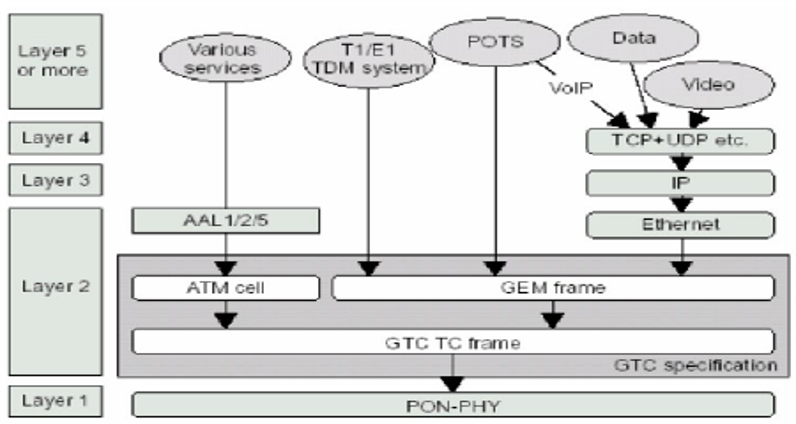 Layer 5
or more
Various
services
T1/E1
TDM system
POTS
Data
Video
VoIP
Layer 4
TCP+UDP etc.
Layer 3
IP
Layer 2
AAL1/2/5
Ethernet
ATM cell
GEM frame
GTC TC frame
GTC specification
Layer 1
PON-PHY